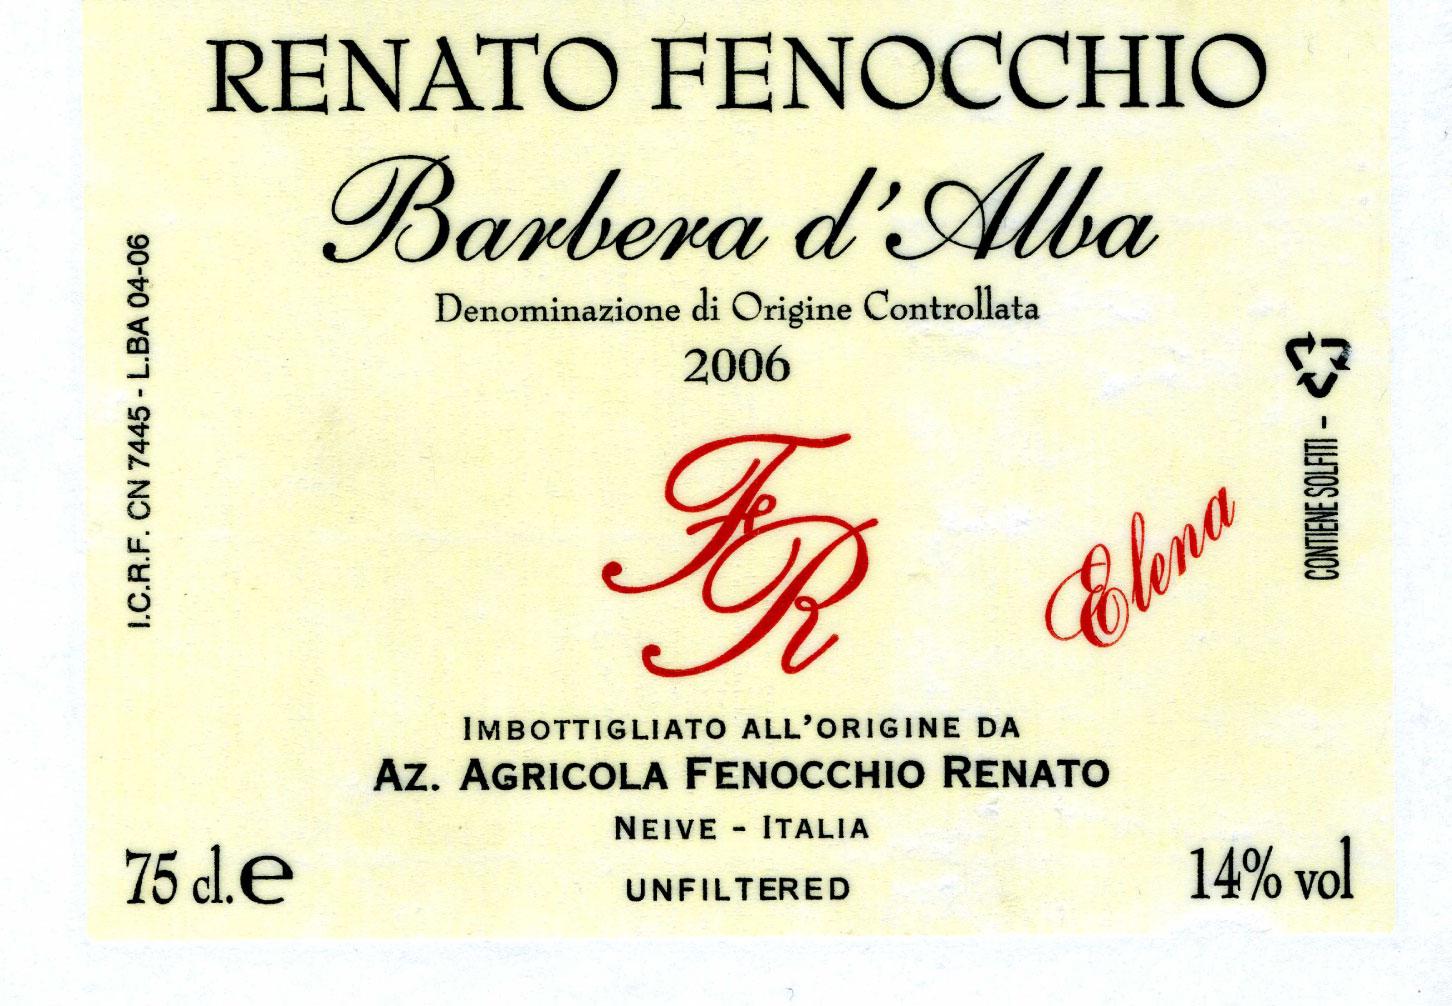 RENATO FENOCCHIO
Barbera d'Alba
Denominazione di Origine Controllata
2006
I.C.R.F. CN 7445 - L.BA 04-06
CONTIENE SOLFITI -
FR
Elena
IMBOTTIGLIATO ALL'ORIGINE DA
AZ. AGRICOLA FENOCCHIO RENATO
NEIVE - ITALIA
75 cl.e
UNFILTERED
14% vol